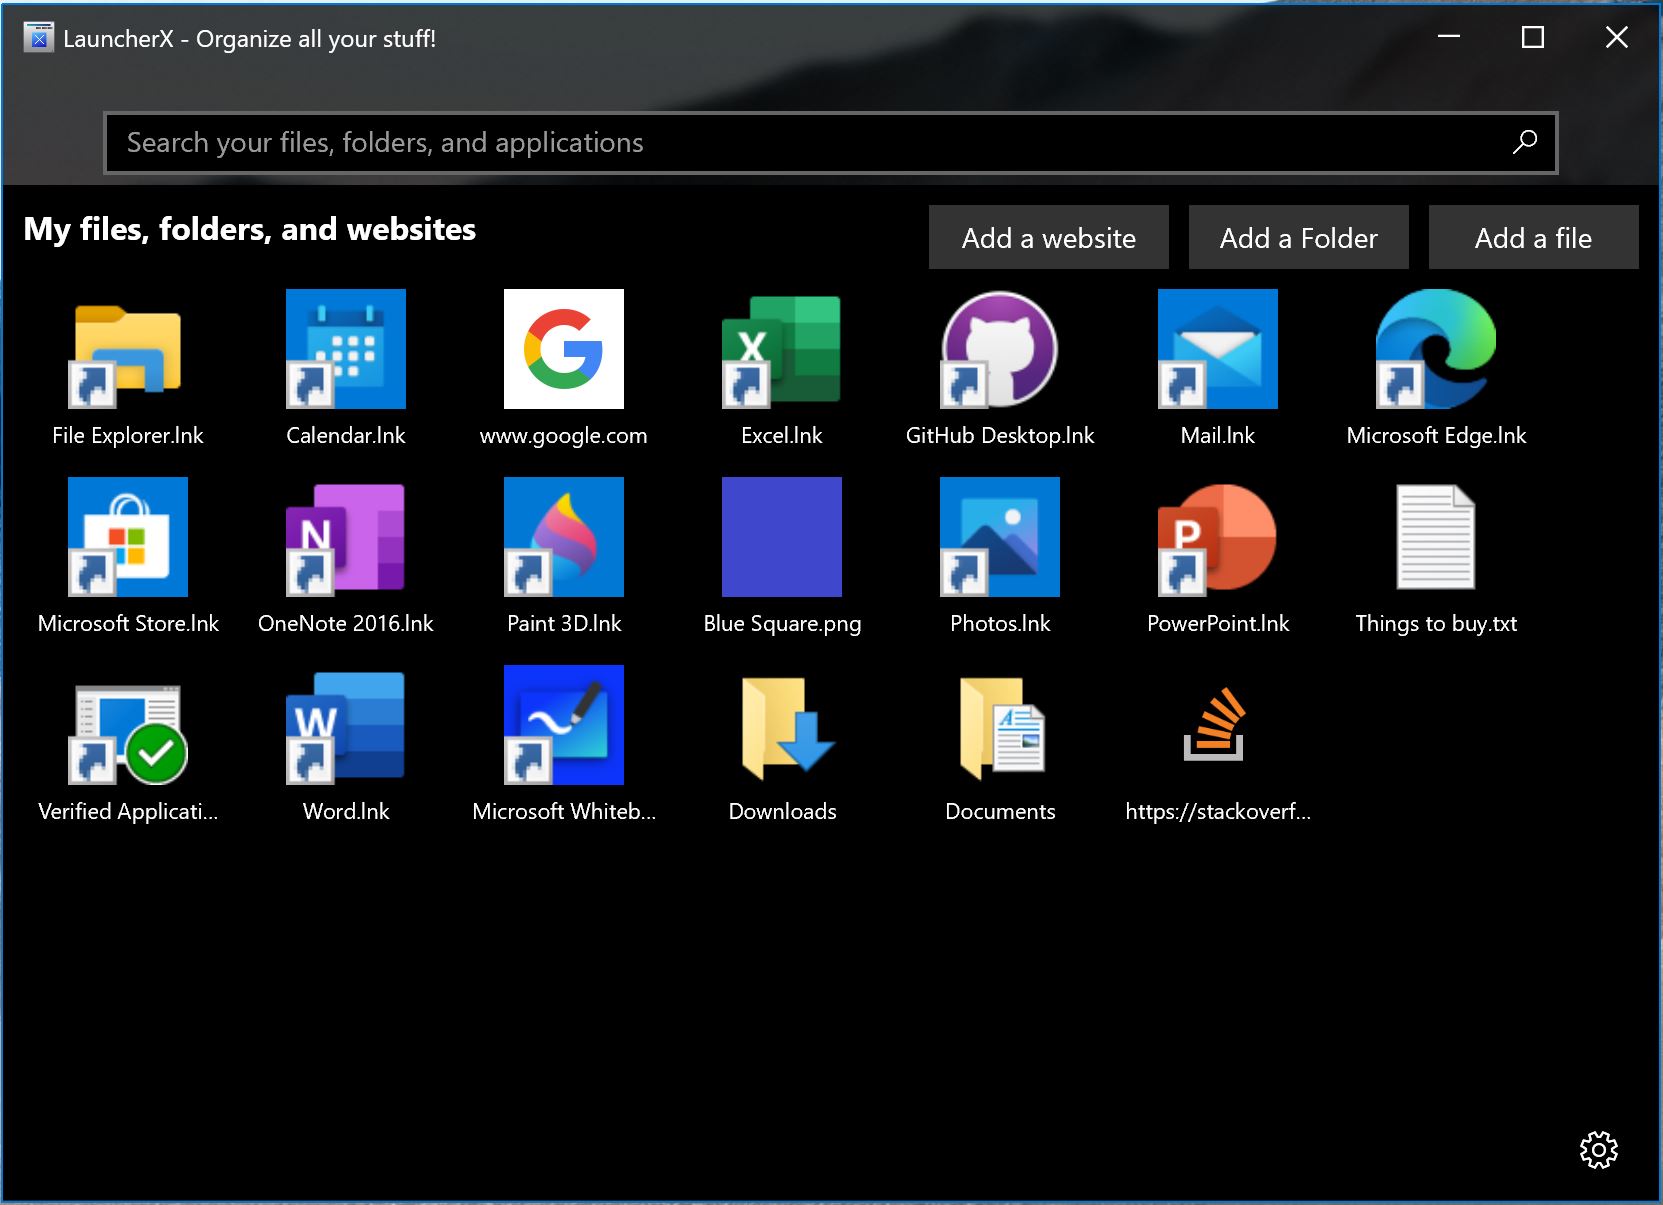 LauncherX - Organize all your stuff!
Search your files, folders, and applications
My files, folders, and websites
Add a website
Add a Folder
Add a file
File Explorer.lnk
Calendar.lnk
www.google.com
Excel.lnk
GitHub Desktop.lnk
Mail.lnk
Microsoft Edge.lnk
Microsoft Store.lnk
OneNote 2016.lnk
Paint 3D.lnk
Blue Square.png
Photos.lnk
PowerPoint.lnk
Things to buy.txt
Verified Applicati...
Word.lnk
Microsoft Whiteb...
Downloads
Documents
https://stackoverf...